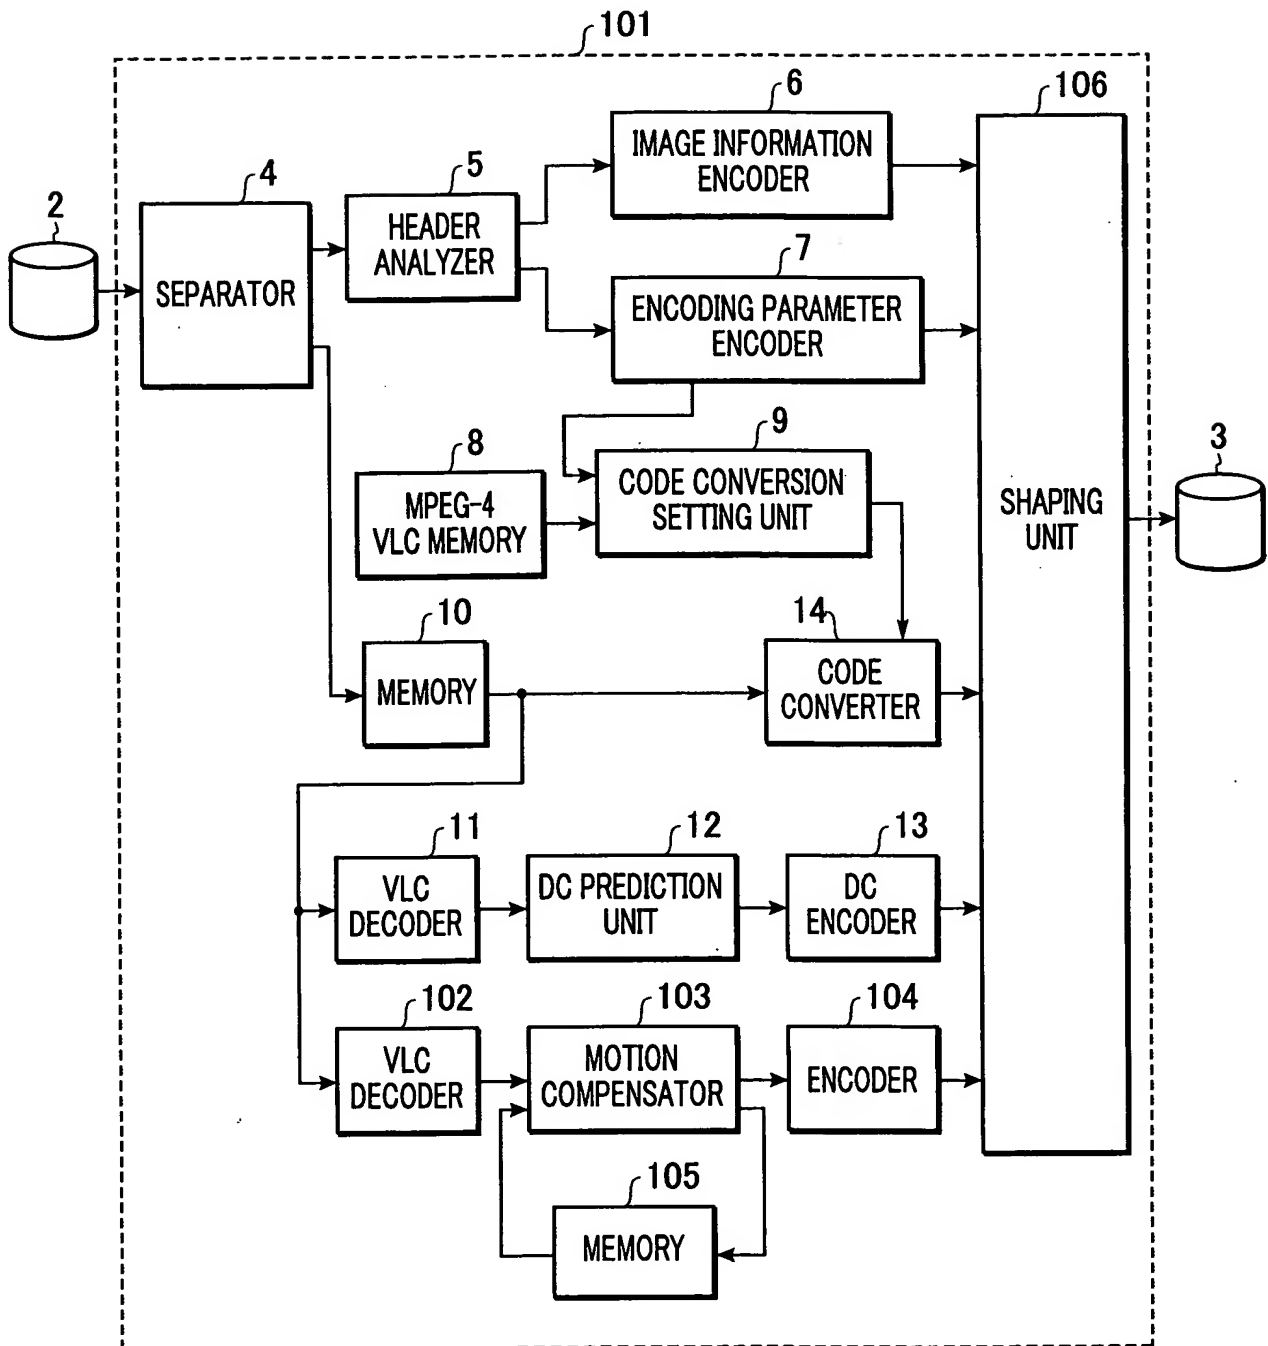 101
6
106
IMAGE INFORMATION
ENCODER
4
5
2
HEADER
ANALYZER
7
SEPARATOR
ENCODING PARAMETER
ENCODER
8
9
3
MPEG-4
VLC MEMORY
CODE CONVERSION
SETTING UNIT
SHAPING
UNIT
10
14
MEMORY
CODE
CONVERTER
11
12
13
VLC
DECODER
DC PREDICTION
UNIT
DC
ENCODER
102
103
104
VLC
DECODER
MOTION
COMPENSATOR
ENCODER
105
MEMORY